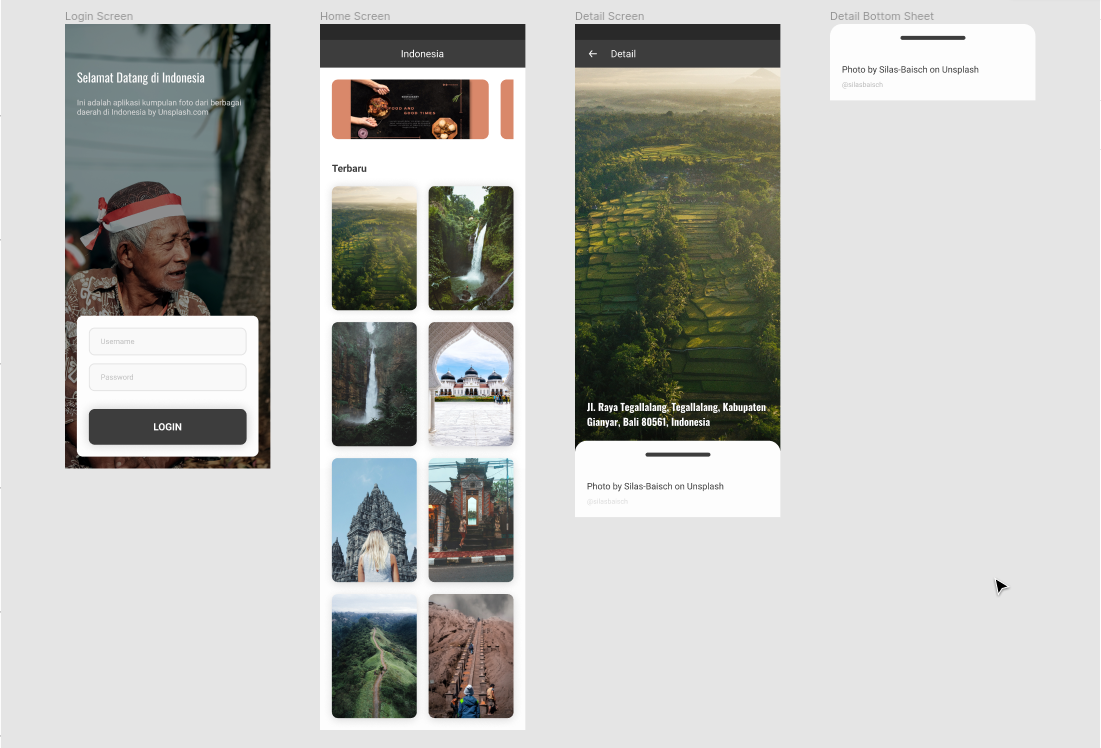 Login Screen
Selamat Datang di Indonesia
Ini adalah aplikasi kumpulan foto dari berbagai
daerah di Indonesia by Unsplash.com
Username
Password
LOGIN
Home Screen
Indonesia
FOOD AND
GOOD TIMES
Terbaru
Detail Screen
Detail
Jl. Raya Tegallalang, Tegallalang, Kabupaten
Gianyar, Bali 80561, Indonesia
Photo by Silas-Baisch on Unsplash
@silasbaisch
Detail Bottom Sheet
Photo by Silas-Baisch on Unsplash
@silasbaisch